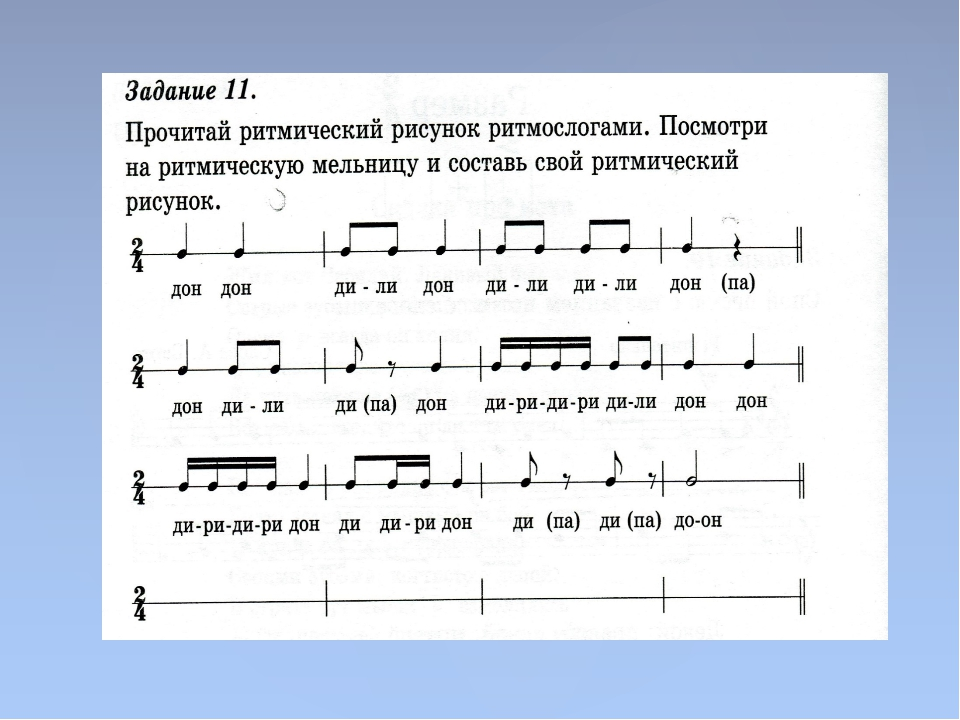 Задание 11.
Прочитай ритмический рисунок ритмослогами. Посмотри
на ритмическую мельницу и составь свой ритмический
рисунок.
2
4
дон дон ди - ли дон ди - ли ди - ли дон (па)
2
4
дон ди - ли ди (па) дон ди-ри-ди-ри ди-ли дон дон
2
4
ди-ри-ди-ри дон ди ди - ри дон ди (па) ди (па) до-он
2
4